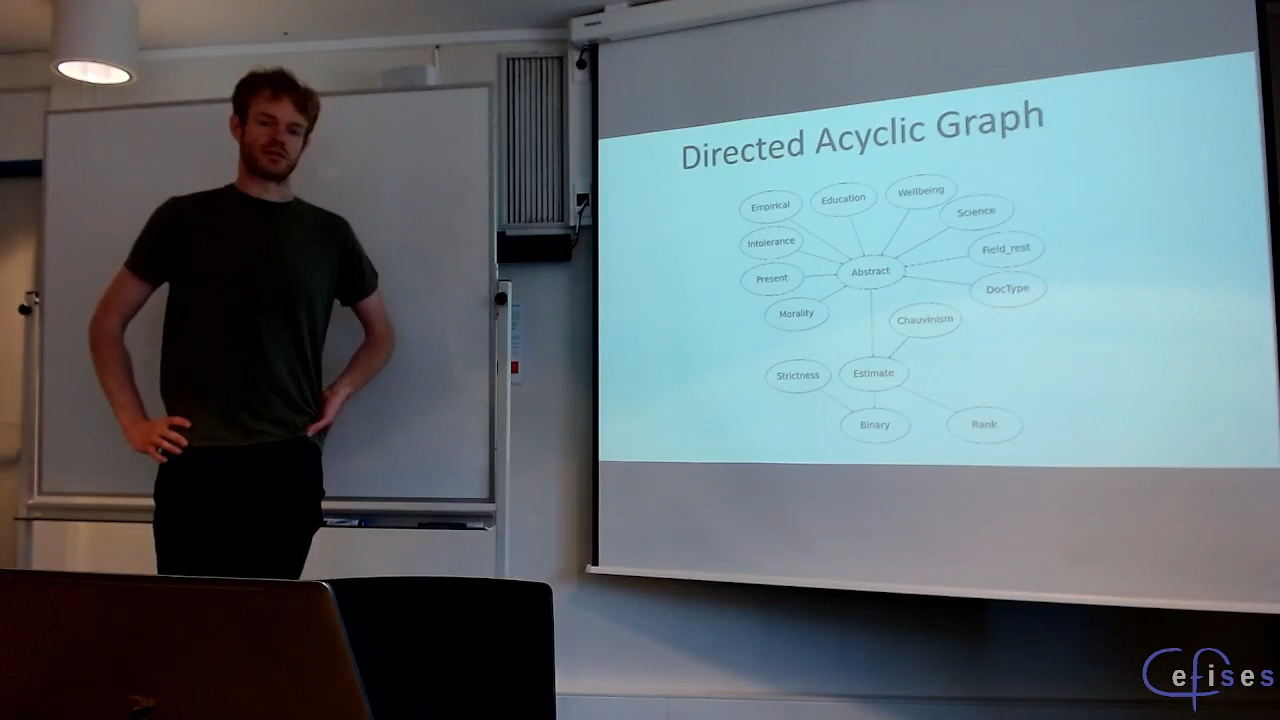 Directed Acyclic Graph
Empirical
Education
Wellbeing
Science
Intolerance
Abstract
Field_rest
Present
DocType
Morality
Chauvinism
Strictness
Estimate
Binary
Rank
efises